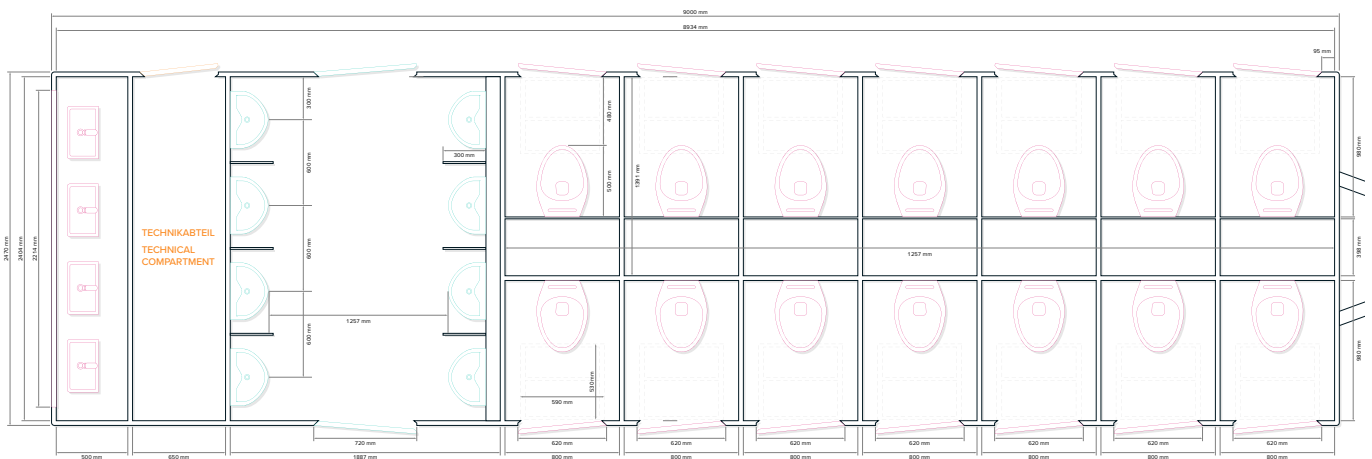 9000 mm
8934 mm
95 mm
300 mm
480 mm
980 mm
600 mm
300 mm
500 mm
1391 mm
TECHNIKABTEIL
TECHNICAL
COMPARTMENT
2470 mm
2404 mm
2214 mm
600 mm
1257 mm
398 mm
1257 mm
600 mm
980 mm
530 mm
590 mm
720 mm
620 mm
620 mm
620 mm
620 mm
620 mm
620 mm
620 mm
500 mm
650 mm
1887 mm
800 mm
800 mm
800 mm
800 mm
800 mm
800 mm
800 mm